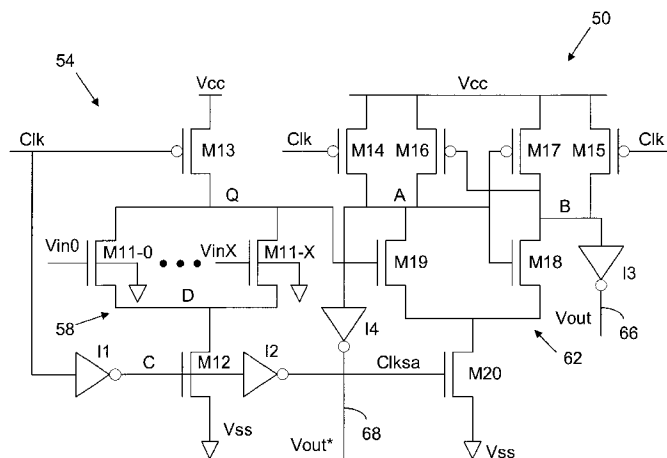 50
54
Vcc
Vcc
Clk
Clk
Clk
M13
M14
M16
M17
M15
Q
A
B
Vin0
M11-0
VinX
M11-X
M19
M18
I3
D
58
I4
62
Vout
66
I1
C
M12
I2
Clksa
M20
Vss
Vout*
68
Vss